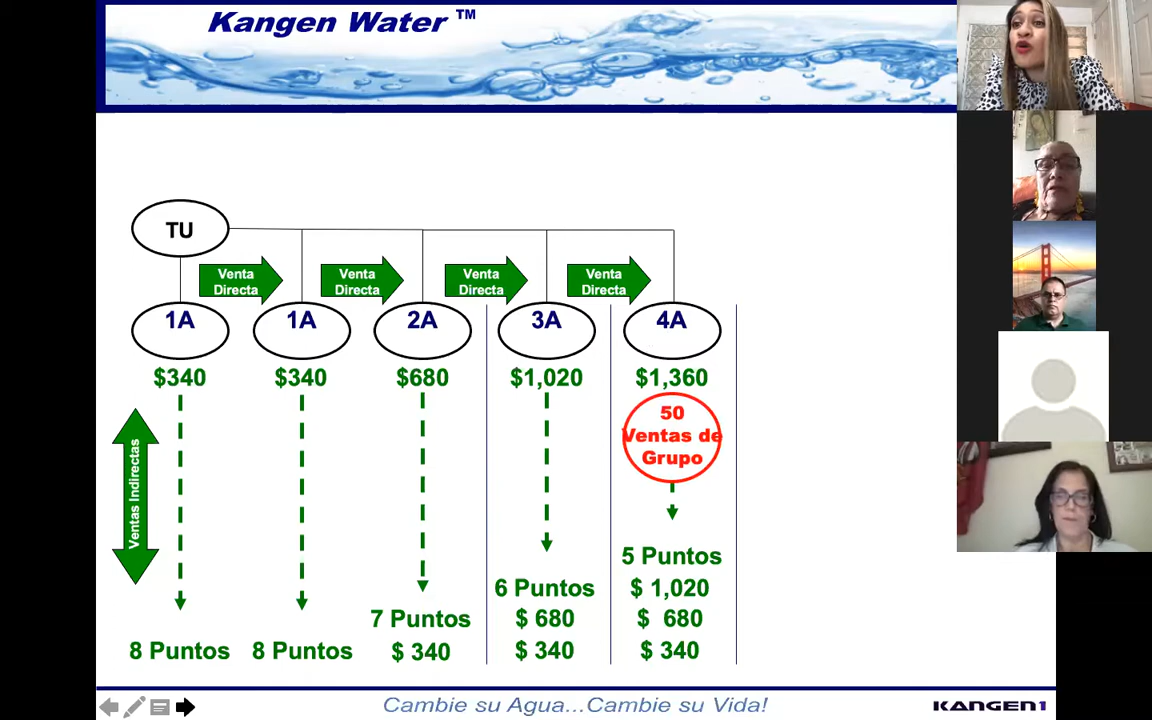 Kangen Water ™
TU
Venta Directa
Venta Directa
Venta Directa
Venta Directa
1A
1A
2A
3A
4A
$340
$340
$680
$1,020
$1,360
50
Ventas de
Grupo
Ventas Indirectas
5 Puntos
6 Puntos
$ 1,020
7 Puntos
$ 680
$ 680
8 Puntos
8 Puntos
$ 340
$ 340
$ 340
Cambie su Agua...Cambie su Vida!
KANGEN1